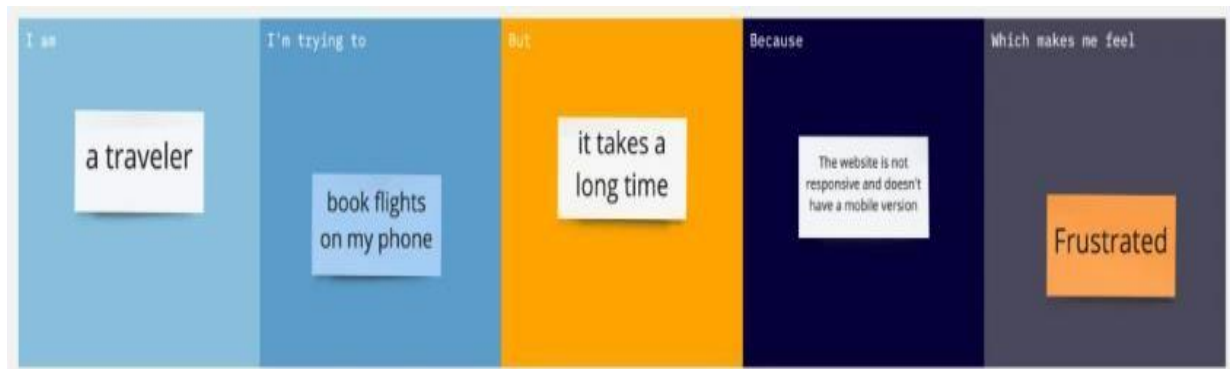 I am
a traveler
I'm trying to
book flights
on my phone
But
it takes a
long time
Because
The website is not
responsive and doesn't
have a mobile version
Which makes me feel
Frustrated